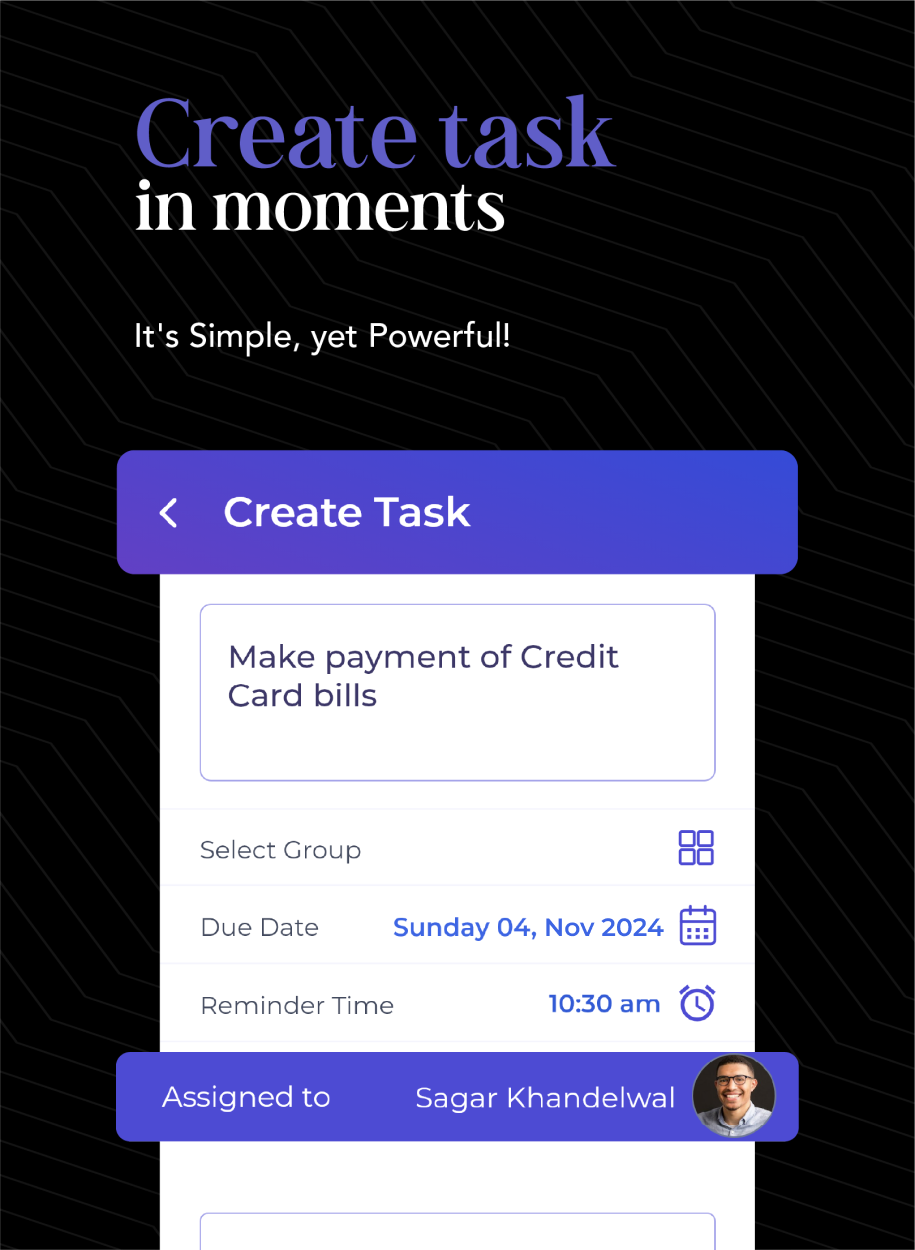 Create task
in moments
It's Simple, yet Powerful!
Create Task
Make payment of Credit
Card bills
Select Group
Due Date Sunday 04, Nov 2024
Reminder Time 10:30 am
Assigned to Sagar Khandelwal